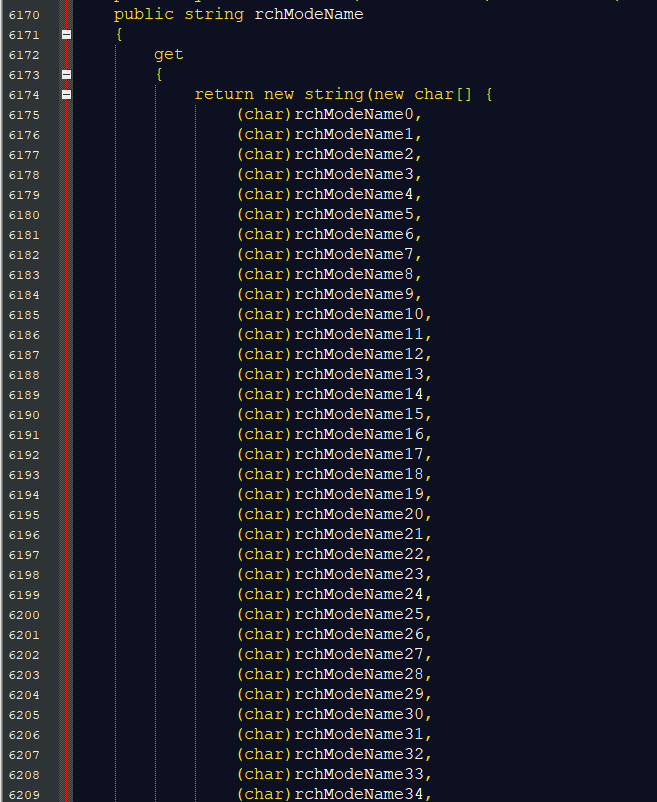 6170 public string rchModeName
6171 {
6172 get
6173 {
6174 return new string(new char[] {
6175 (char)rchModeName0,
6176 (char)rchModeName1,
6177 (char)rchModeName2,
6178 (char)rchModeName3,
6179 (char)rchModeName4,
6180 (char)rchModeName5,
6181 (char)rchModeName6,
6182 (char)rchModeName7,
6183 (char)rchModeName8,
6184 (char)rchModeName9,
6185 (char)rchModeName10,
6186 (char)rchModeName11,
6187 (char)rchModeName12,
6188 (char)rchModeName13,
6189 (char)rchModeName14,
6190 (char)rchModeName15,
6191 (char)rchModeName16,
6192 (char)rchModeName17,
6193 (char)rchModeName18,
6194 (char)rchModeName19,
6195 (char)rchModeName20,
6196 (char)rchModeName21,
6197 (char)rchModeName22,
6198 (char)rchModeName23,
6199 (char)rchModeName24,
6200 (char)rchModeName25,
6201 (char)rchModeName26,
6202 (char)rchModeName27,
6203 (char)rchModeName28,
6204 (char)rchModeName29,
6205 (char)rchModeName30,
6206 (char)rchModeName31,
6207 (char)rchModeName32,
6208 (char)rchModeName33,
6209 (char)rchModeName34,